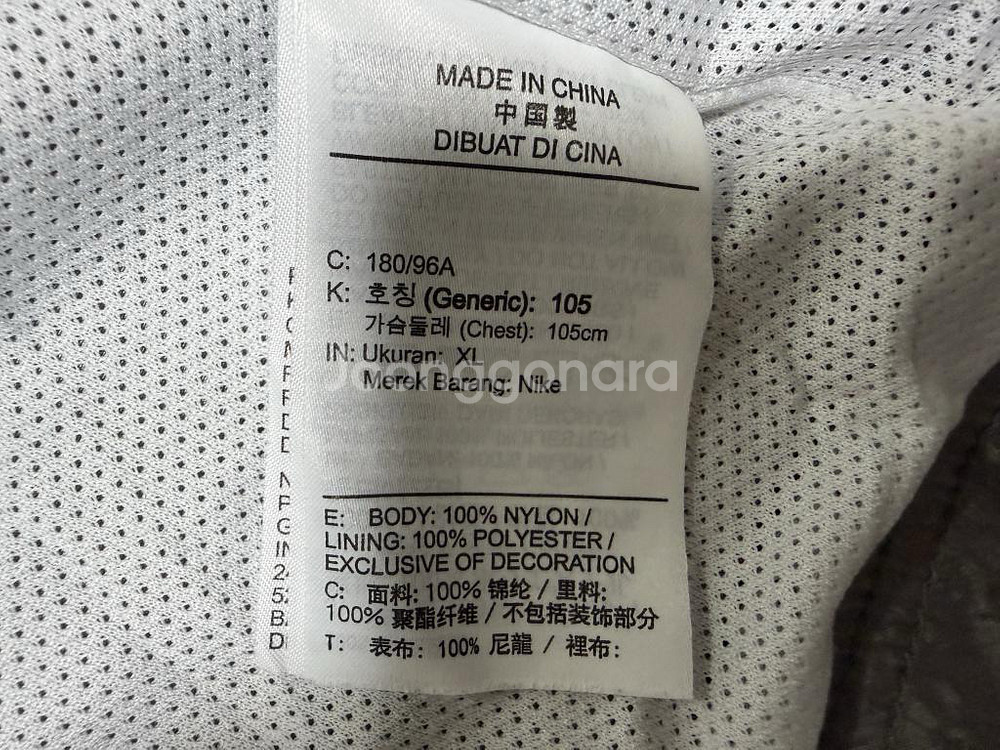 MADE IN CHINA
中国製
DIBUAT DI CINA
C: 180/96A
K: 호칭 (Generic): 105
가슴둘레 (Chest): 105cm
IN: Ukuran: XL
Merek Barang: Nike
Joonggonara
E: BODY: 100% NYLON /
LINING: 100% POLYESTER /
EXCLUSIVE OF DECORATION
C: 面料: 100% 锦纶 / 里料:
100% 聚酯纤维 / 不包括装饰部分
T: 表布: 100% 尼龍 / 裡布: